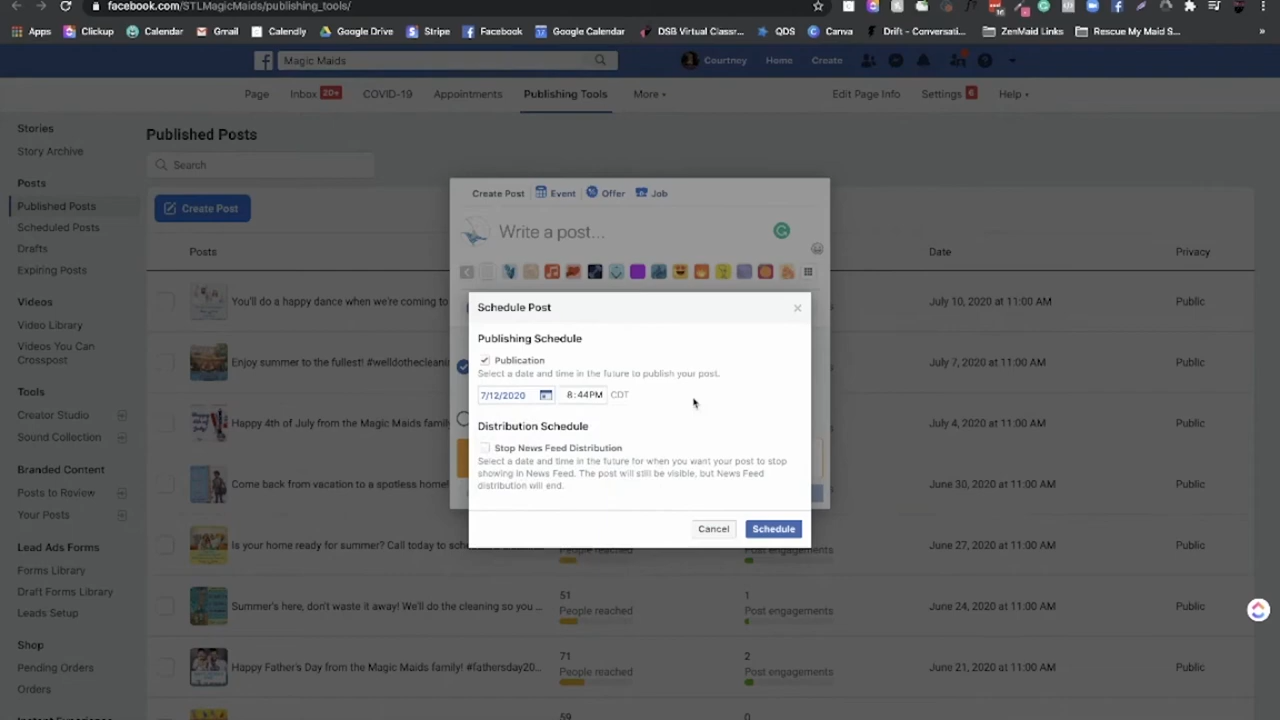 facebook.com/STLMagicMaids/publishing_tools/
Apps Clickup Calendar Gmail Calendly Google Drive Stripe Facebook Google Calendar DSB Virtual Classr... QDS Canva Drift - Conversati... ZenMaid Links Rescue My Maid S... »
Magic Maids Courtney Home Create
Page Inbox 20+ COVID-19 Appointments Publishing Tools More Edit Page Info Settings 6 Help
Stories
Story Archive
Posts
Published Posts
Scheduled Posts
Drafts
Expiring Posts
Videos
Video Library
Videos You Can
Crosspost
Tools
Creator Studio
Sound Collection
Branded Content
Posts to Review
Your Posts
Lead Ads Forms
Forms Library
Draft Forms Library
Leads Setup
Shop
Pending Orders
Orders
Published Posts
Search
Create Post
Posts Date Privacy
You'll do a happy dance when we're coming to July 10, 2020 at 11:00 AM Public
Enjoy summer to the fullest! #welldothecleanin July 7, 2020 at 11:00 AM Public
Happy 4th of July from the Magic Maids family July 4, 2020 at 11:00 AM Public
Come back from vacation to a spotless home! June 30, 2020 at 11:00 AM Public
Is your home ready for summer? Call today to sche June 27, 2020 at 11:00 AM Public
People reached Post engagements
Summer's here, don't waste it away! We'll do the cleaning so you ... 51 1 June 24, 2020 at 11:00 AM Public
People reached Post engagements
Happy Father's Day from the Magic Maids family! #fathersday20... 71 2 June 21, 2020 at 11:00 AM Public
People reached Post engagements
59 0
Create Post Event Offer Job
Write a post...
Schedule Post
Publishing Schedule
Publication
Select a date and time in the future to publish your post.
7/12/2020 8:44PM CDT
Distribution Schedule
Stop News Feed Distribution
Select a date and time in the future for when you want your post to stop
showing in News Feed. The post will still be visible, but News Feed
distribution will end.
Cancel Schedule